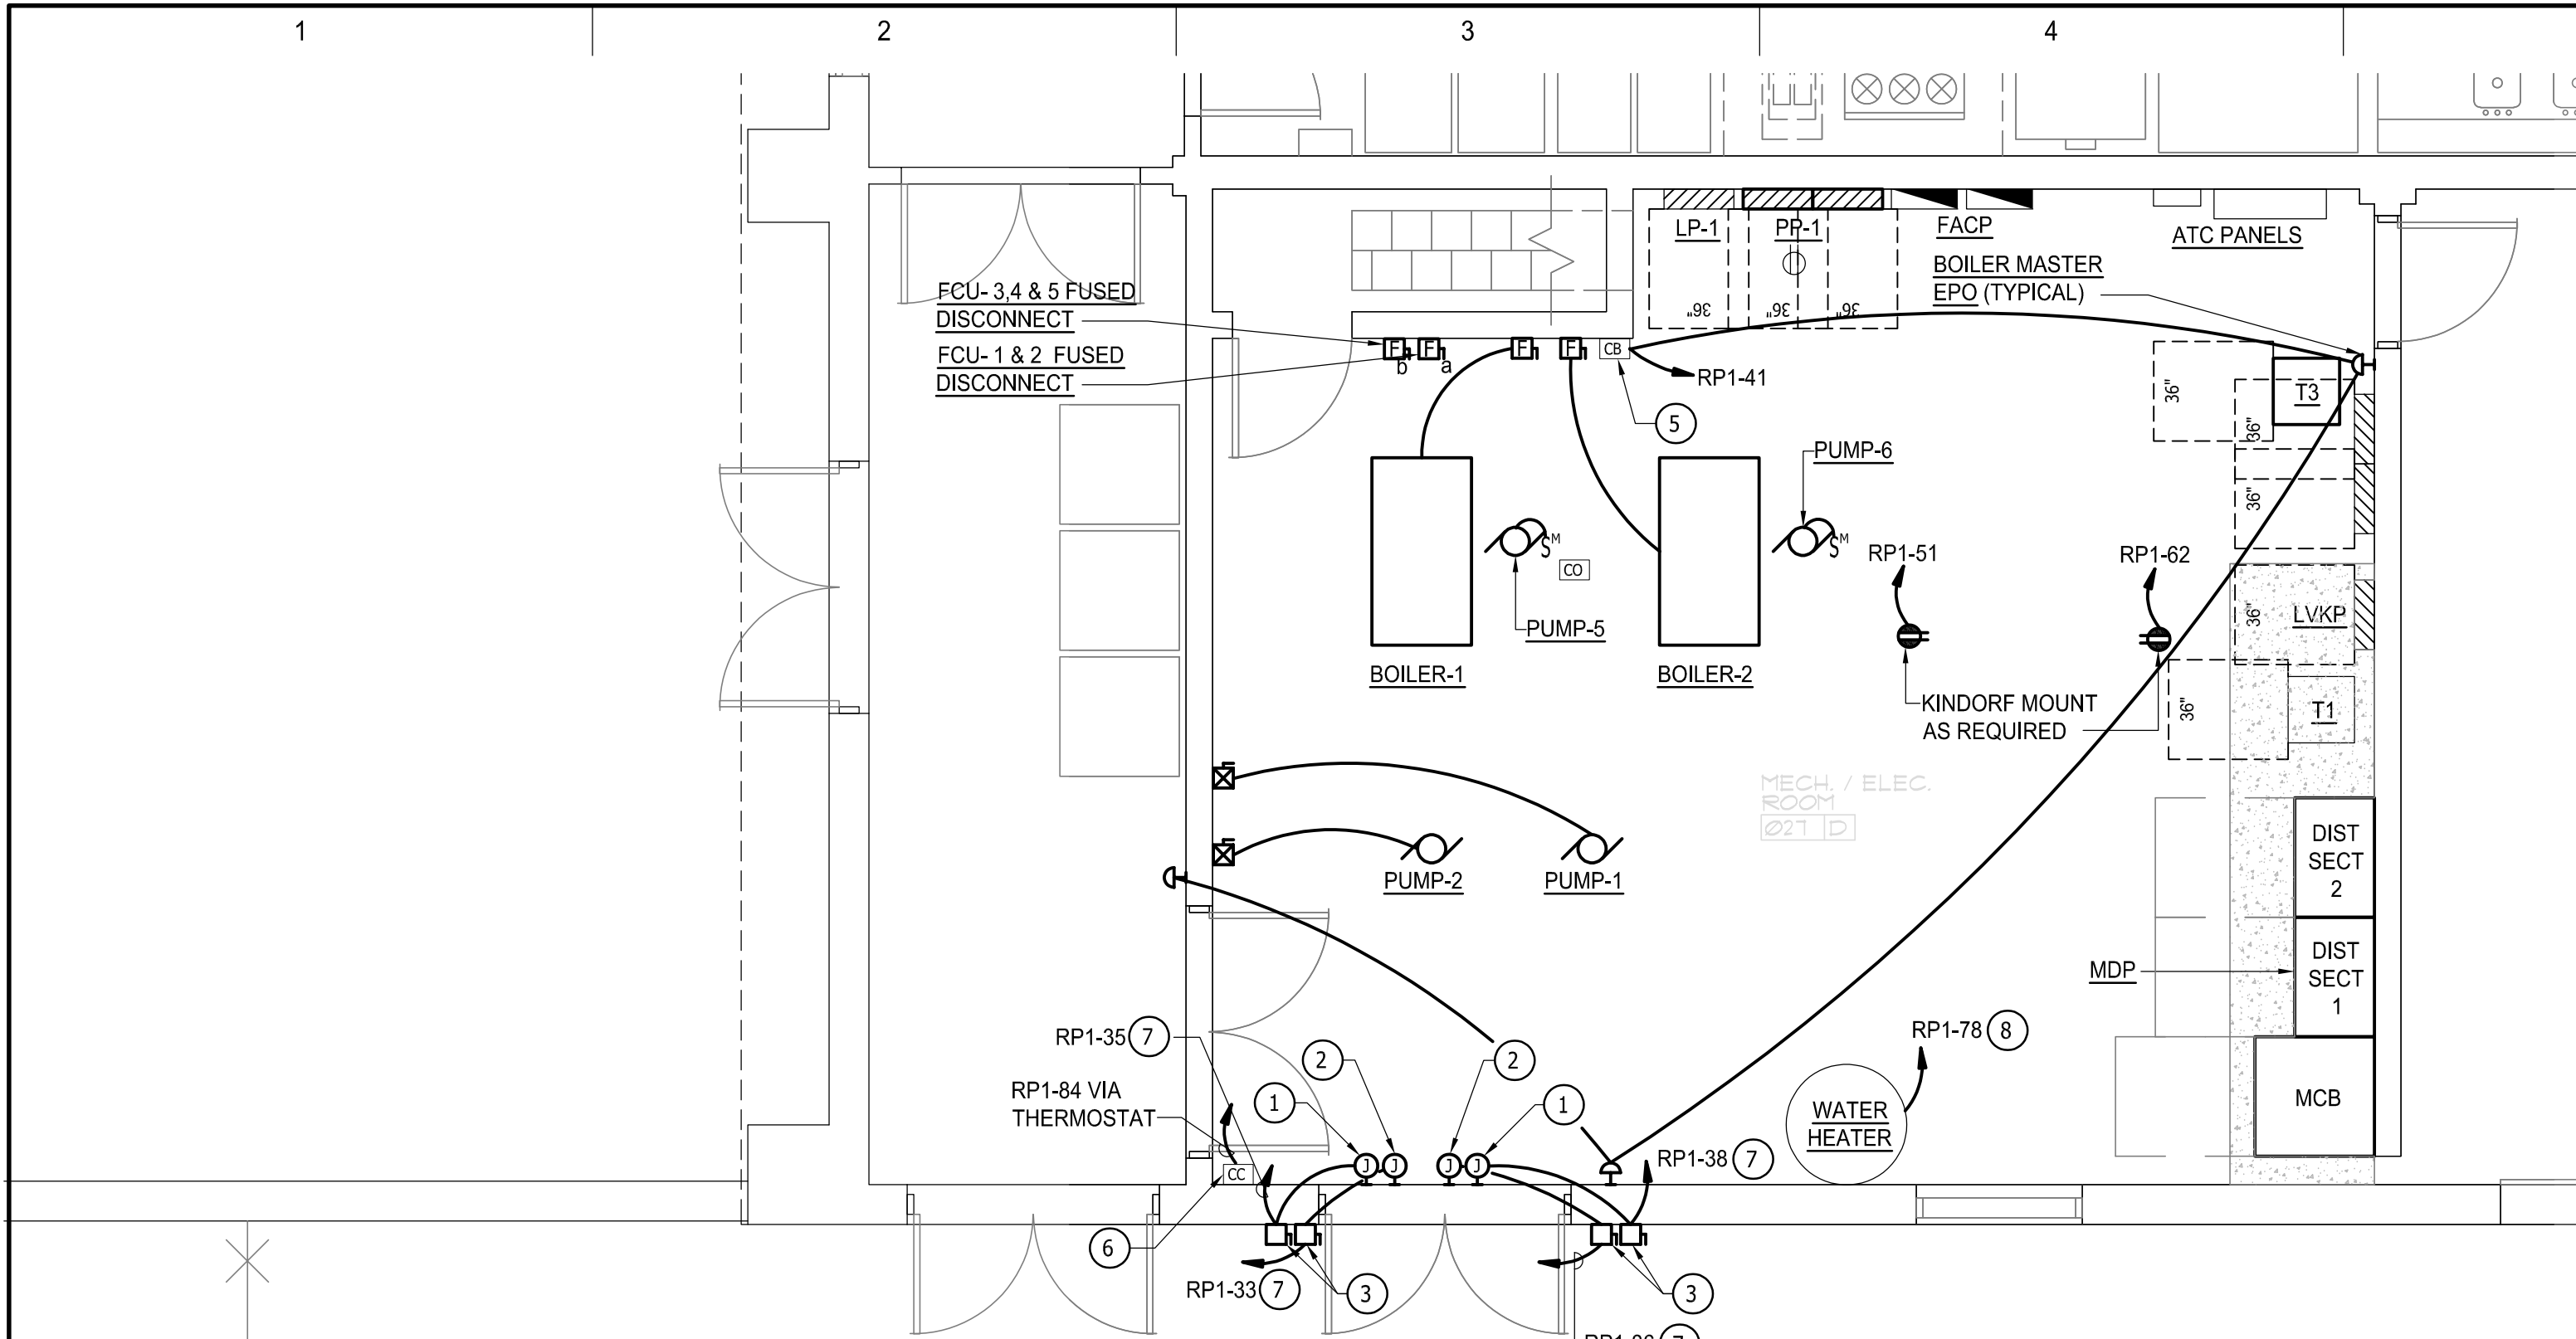 1
2
3
4
LP-1
PP-1
FACP
ATC PANELS
36"
36"
36"
FCU- 3,4 & 5 FUSED
DISCONNECT
FCU- 1 & 2  FUSED
DISCONNECT
BOILER MASTER
EPO (TYPICAL)
F
b
F
a
F
F
CB
RP1-41
5
T3
36"
36"
36"
PUMP-6
S
M
S
M
CO
PUMP-5
RP1-51
RP1-62
36"
LVKP
BOILER-1
BOILER-2
KINDORF MOUNT
AS REQUIRED
36"
T1
MECH. / ELEC.
ROOM
Ø27 D
PUMP-2
PUMP-1
DIST
SECT
2
DIST
SECT
1
MDP
MCB
RP1-35 7
RP1-84 VIA
THERMOSTAT
2
2
1
1
RP1-78 8
WATER
HEATER
J
J
J
J
CC
RP1-38 7
6
RP1-33 7
3
3